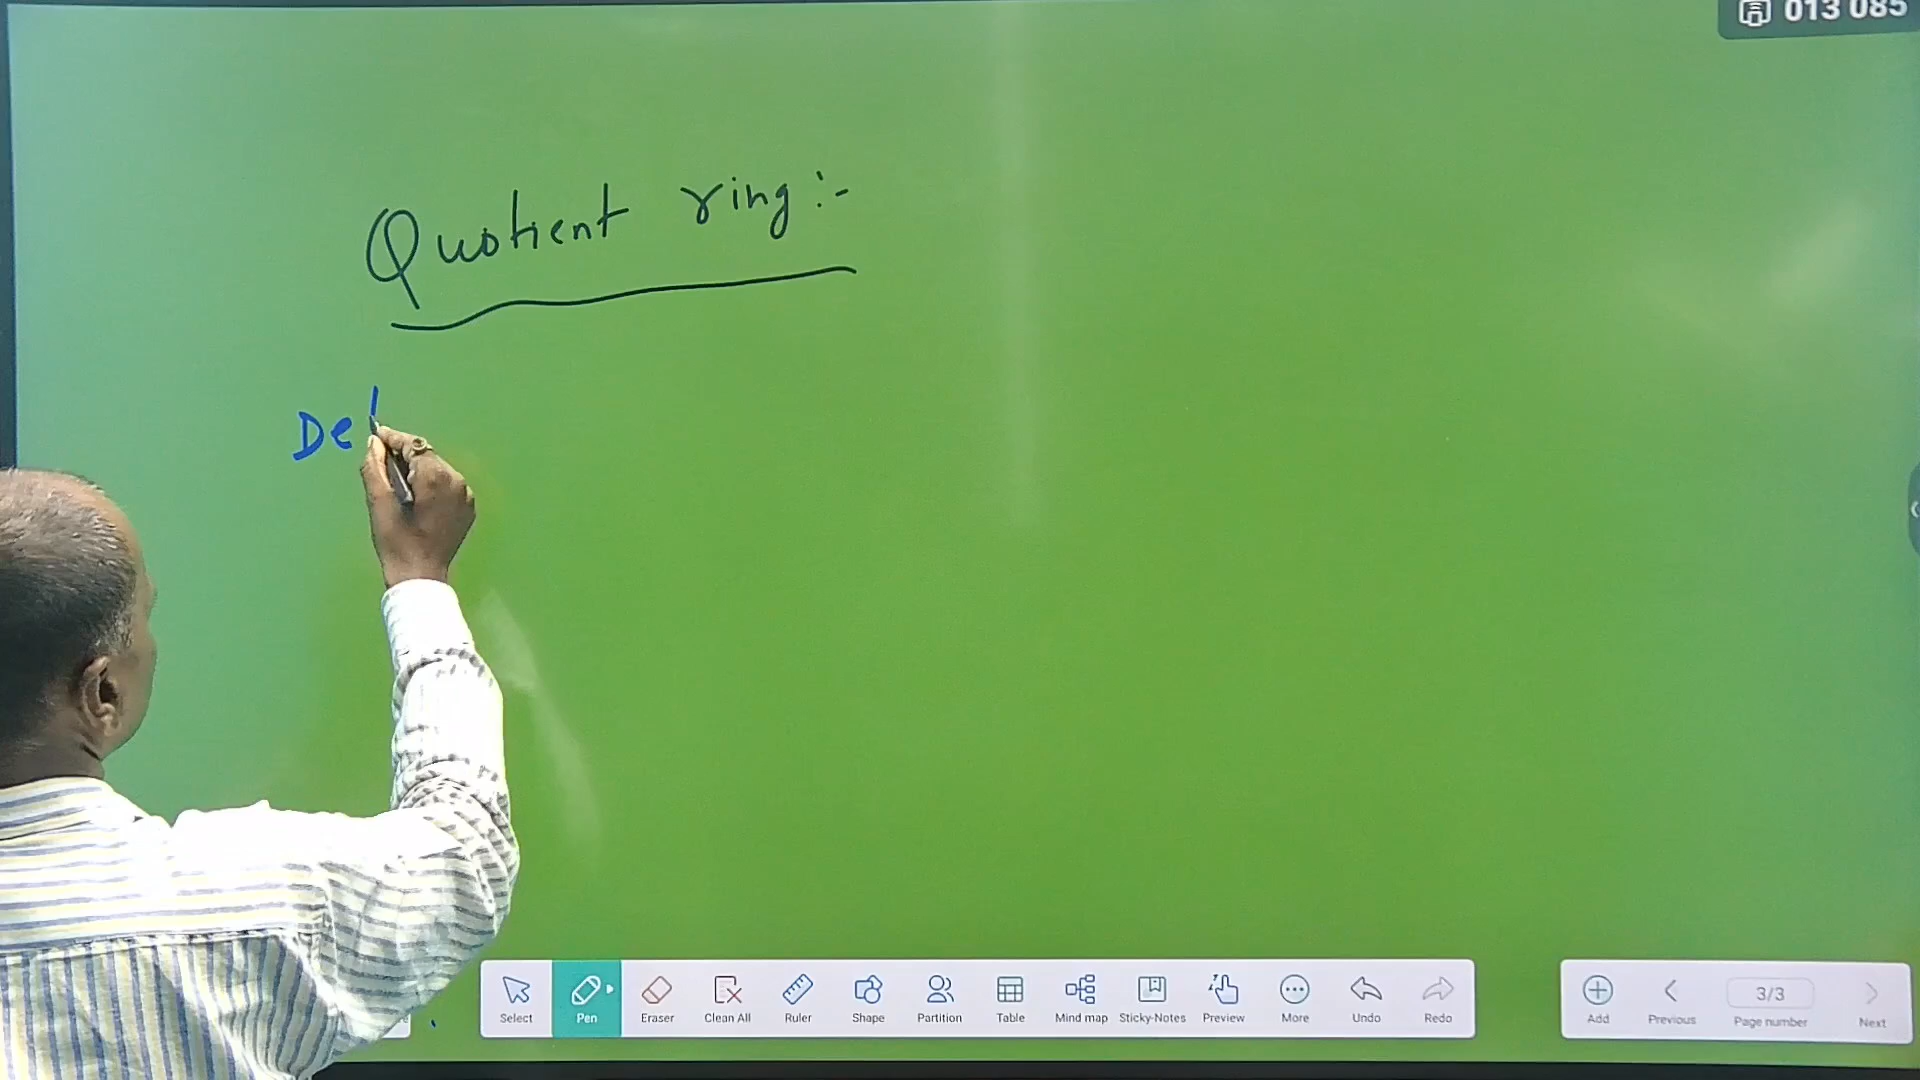 013 085
Quotient ring :-
De
Select Pen Eraser Clean All Ruler Shape Partition Table Mind map Sticky-Notes Preview More Undo Redo
Add Previous 3/3 Page number Next